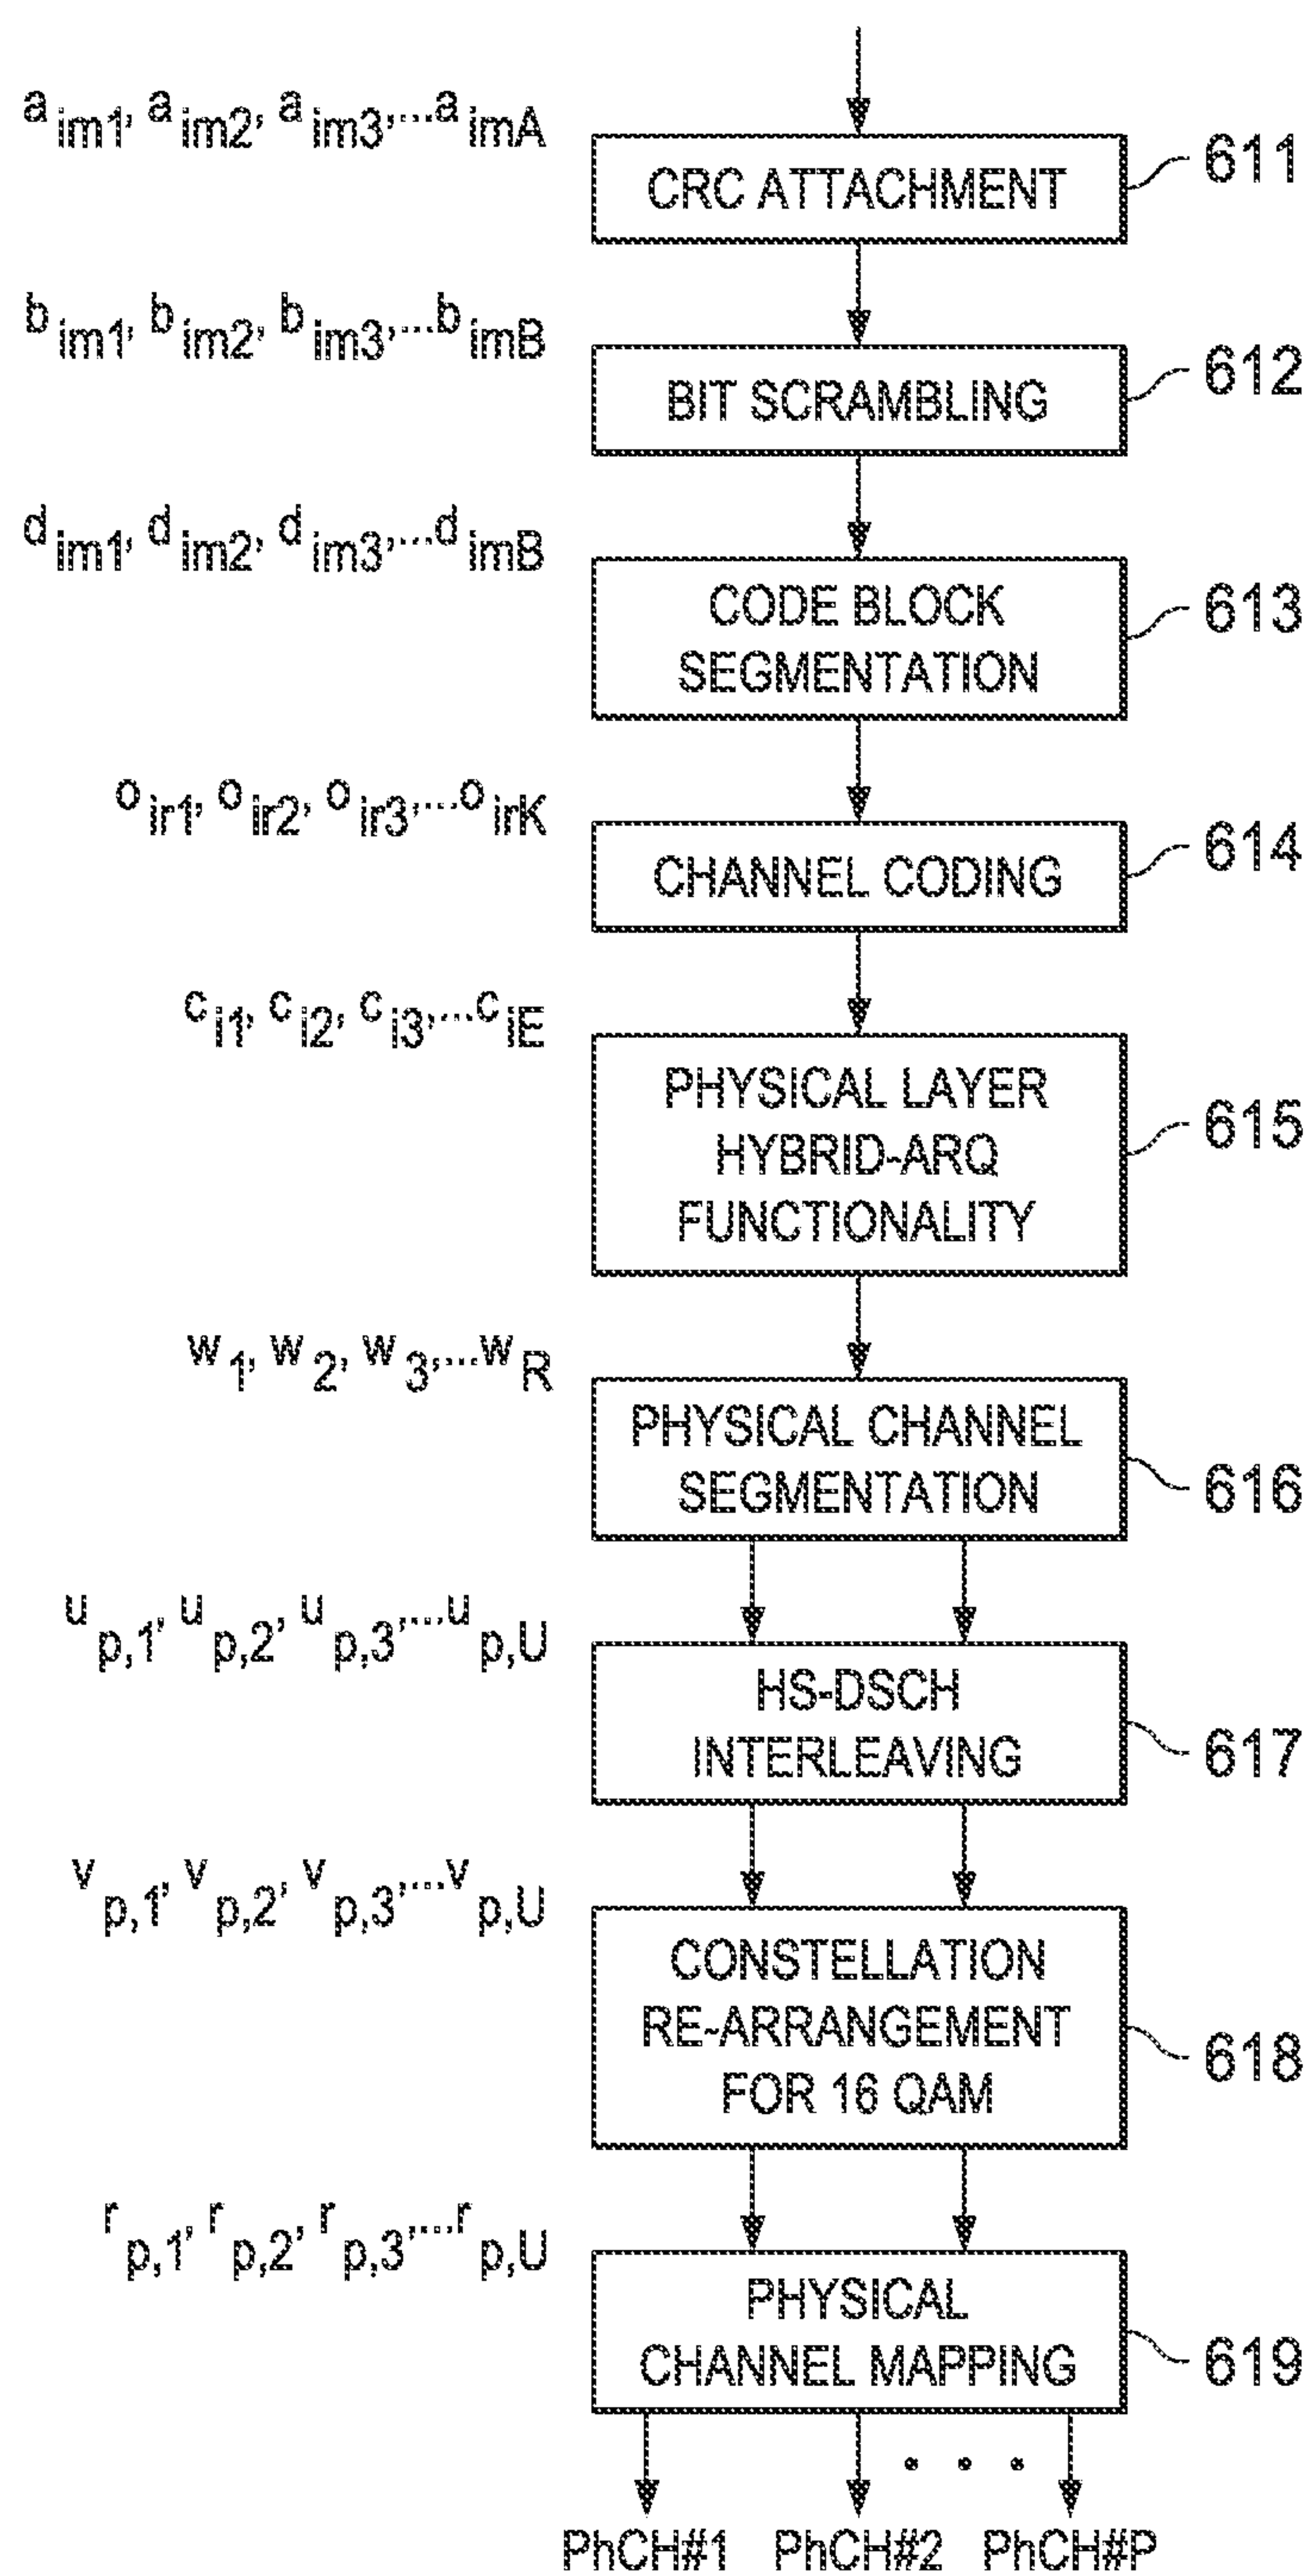 a im1, a im2, a im3,...a imA
CRC ATTACHMENT
611
b im1, b im2, b im3,...b imB
BIT SCRAMBLING
612
d im1, d im2, d im3,...d imB
CODE BLOCK
SEGMENTATION
613
o ir1, o ir2, o ir3,...o irK
CHANNEL CODING
614
c i1, c i2, c i3,...c iE
PHYSICAL LAYER
HYBRID-ARQ
FUNCTIONALITY
615
w 1, w 2, w 3,...w R
PHYSICAL CHANNEL
SEGMENTATION
616
u p,1, u p,2, u p,3,...u p,U
HS-DSCH
INTERLEAVING
617
v p,1, v p,2, v p,3,...v p,U
CONSTELLATION
RE-ARRANGEMENT
FOR 16 QAM
618
r p,1, r p,2, r p,3,...r p,U
PHYSICAL
CHANNEL MAPPING
619
. . .
PhCH#1 PhCH#2 PhCH#P